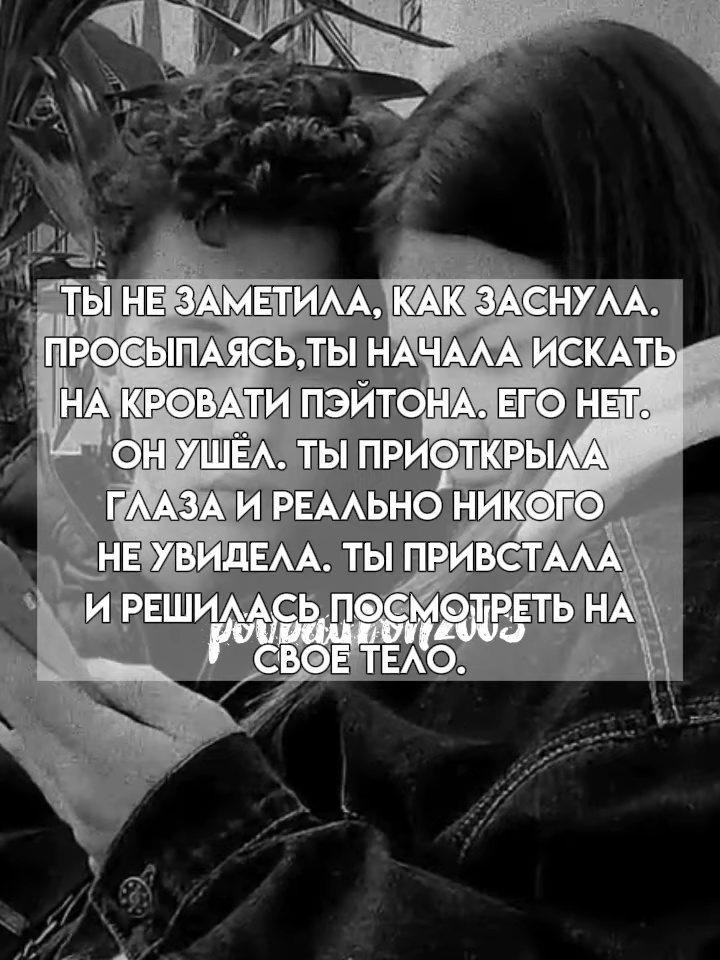 ТЫ НЕ ЗАМЕТИЛА, КАК ЗАСНУЛА.
ПРОСЫПАЯСЬ,ТЫ НАЧАЛА ИСКАТЬ
НА КРОВАТИ ПЭЙТОНА. ЕГО НЕТ.
ОН УШЁЛ. ТЫ ПРИОТКРЫЛА
ГЛАЗА И РЕАЛЬНО НИКОГО
НЕ УВИДЕЛА. ТЫ ПРИВСТАЛА
И РЕШИЛАСЬ ПОСМОТРЕТЬ НА
СВОЕ ТЕЛО.